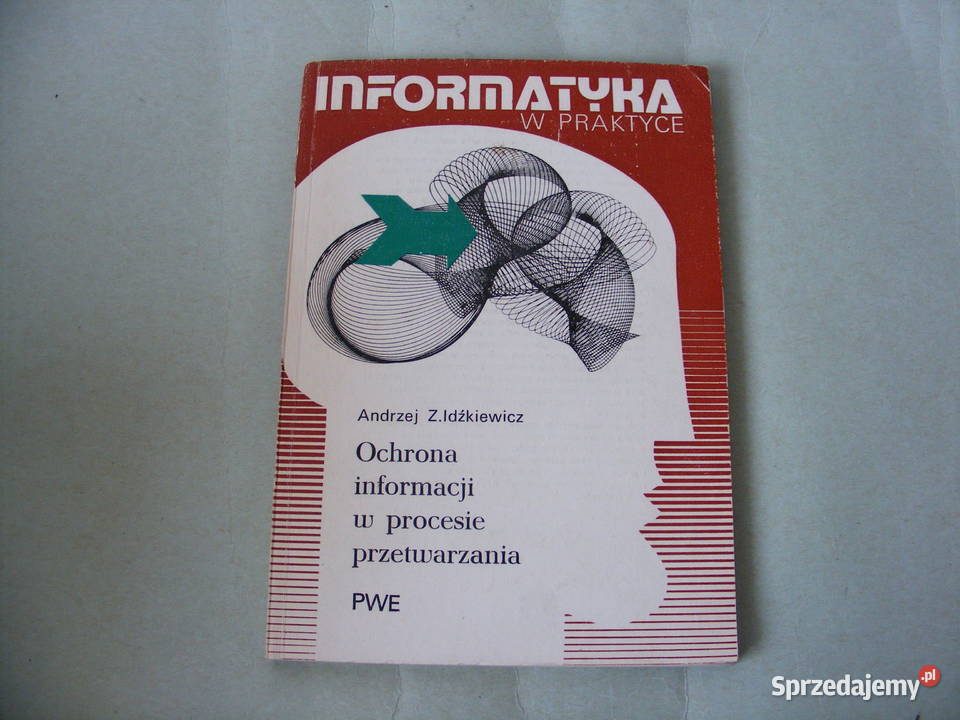 INFORMATYKA
W PRAKTYCE
Andrzej Z.Idźkiewicz
Ochrona
informacji
w procesie
przetwarzania
PWE
Sprzedajemy.pl